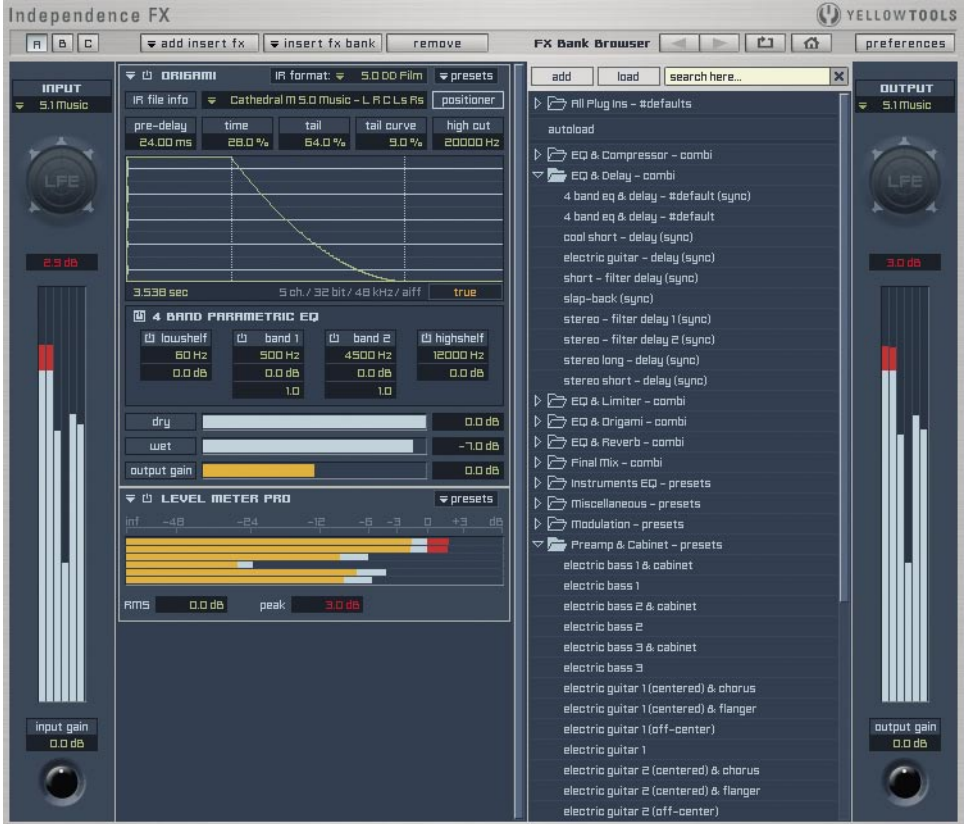 Independence FX
YELLOWTOOLS
A B C
add insert fx
insert fx bank
remove
FX Bank Browser
preferences
INPUT
5.1 Music
LFE
2.9 dB
input gain
0.0 dB
ORIGAMI
IR format: 5.0 DD Film
presets
IR file info
Cathedral M 5.0 Music - L R C Ls Rs
positioner
pre-delay time tail tail curve high cut
24.00 ms 28.0 % 64.0 % 9.0 % 20000 Hz
3.538 sec
5 ch. / 32 bit / 48 kHz / aiff
true
4 BAND PARAMETRIC EQ
lowshelf band 1 band 2 highshelf
60 Hz 500 Hz 4500 Hz 12000 Hz
0.0 dB 0.0 dB 0.0 dB 0.0 dB
1.0 1.0
dry 0.0 dB
wet -7.0 dB
output gain 0.0 dB
LEVEL METER PRO
presets
inf -48 -24 -12 -6 -3 0 +3 dB
RMS 0.0 dB peak 3.0 dB
add
load
search here...
All Plug Ins - #defaults
autoload
EQ & Compressor - combi
EQ & Delay - combi
4 band eq & delay - #default (sync)
4 band eq & delay - #default
cool short - delay (sync)
electric guitar - delay (sync)
short - filter delay (sync)
slap-back (sync)
stereo - filter delay 1 (sync)
stereo - filter delay 2 (sync)
stereo long - delay (sync)
stereo short - delay (sync)
EQ & Limiter - combi
EQ & Origami - combi
EQ & Reverb - combi
Final Mix - combi
Instruments EQ - presets
Miscellaneous - presets
Modulation - presets
Preamp & Cabinet - presets
electric bass 1 & cabinet
electric bass 1
electric bass 2 & cabinet
electric bass 2
electric bass 3 & cabinet
electric bass 3
electric guitar 1 (centered) & chorus
electric guitar 1 (centered) & flanger
electric guitar 1 (off-center)
electric guitar 1
electric guitar 2 (centered) & chorus
electric guitar 2 (centered) & flanger
electric guitar 2 (off-center)
OUTPUT
5.1 Music
LFE
3.0 dB
output gain
0.0 dB